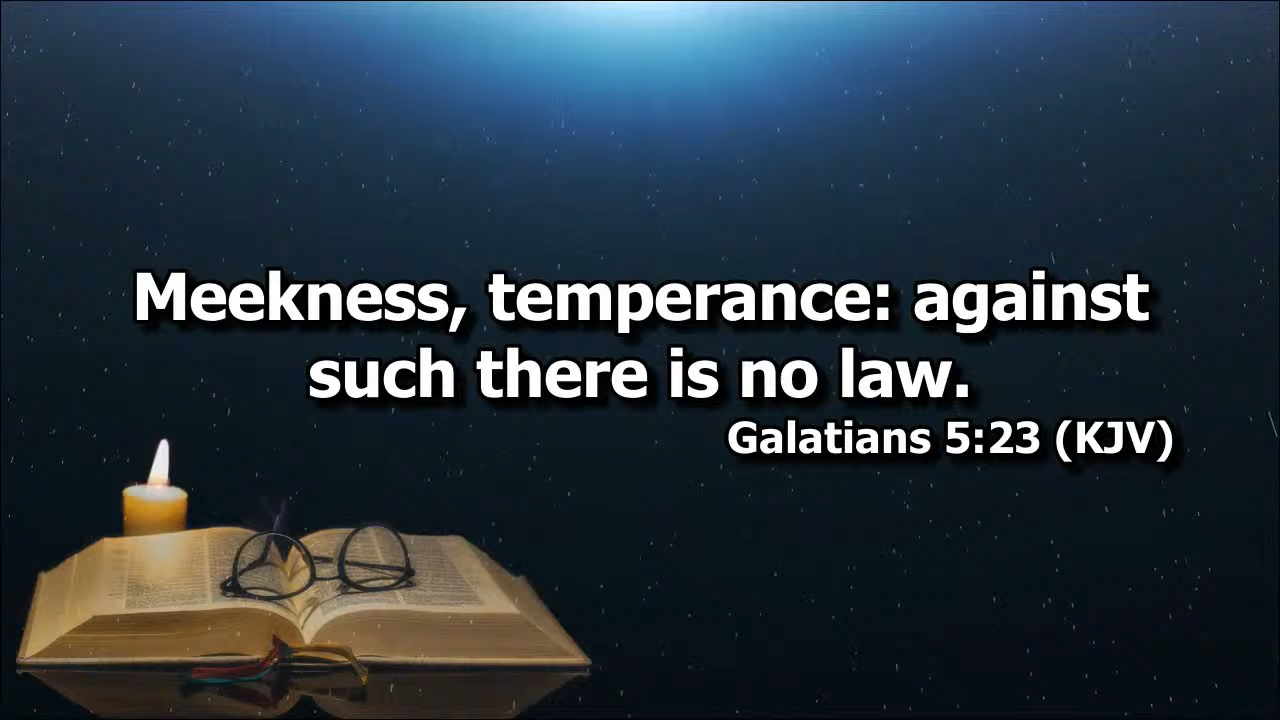 Meekness, temperance: against
such there is no law.
Galatians 5:23 (KJV)